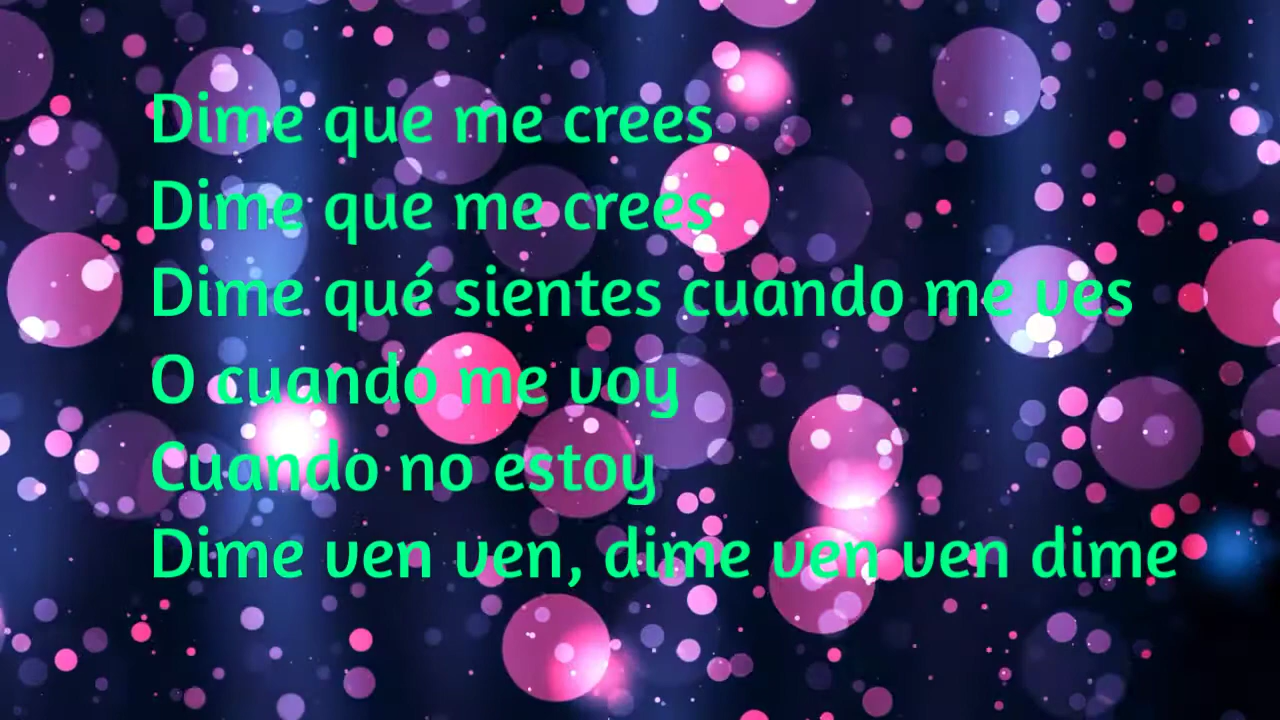 Dime que me crees
Dime que me crees
Dime qué sientes cuando me ves
O cuando me voy
Cuando no estoy
Dime ven ven, dime ven ven dime